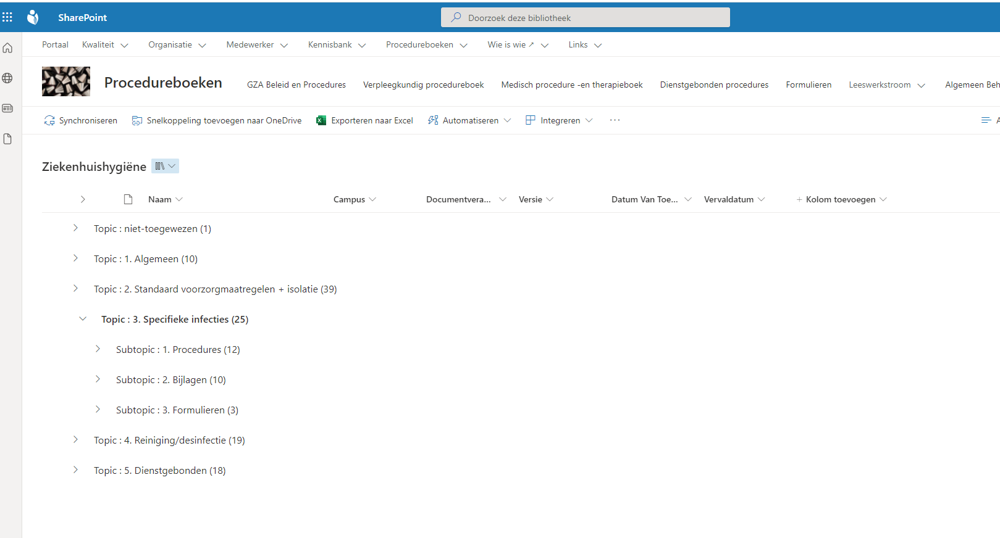 SharePoint
Doorzoek deze bibliotheek
Portaal Kwaliteit Organisatie Medewerker Kennisbank Procedureboeken Wie is wie ↗ Links
Procedureboeken GZA Beleid en Procedures Verpleegkundig procedureboek Medisch procedure -en therapieboek Dienstgebonden procedures Formulieren Leeswerkstroom Algemeen Beh
Synchroniseren Snelkoppeling toevoegen naar OneDrive Exporteren naar Excel Automatiseren Integreren ··· A
Ziekenhuishygiëne
Naam Campus Documentvera... Versie Datum Van Toe... Vervaldatum + Kolom toevoegen
Topic : niet-toegewezen (1)
Topic : 1. Algemeen (10)
Topic : 2. Standaard voorzorgmaatregelen + isolatie (39)
Topic : 3. Specifieke infecties (25)
Subtopic : 1. Procedures (12)
Subtopic : 2. Bijlagen (10)
Subtopic : 3. Formulieren (3)
Topic : 4. Reiniging/desinfectie (19)
Topic : 5. Dienstgebonden (18)